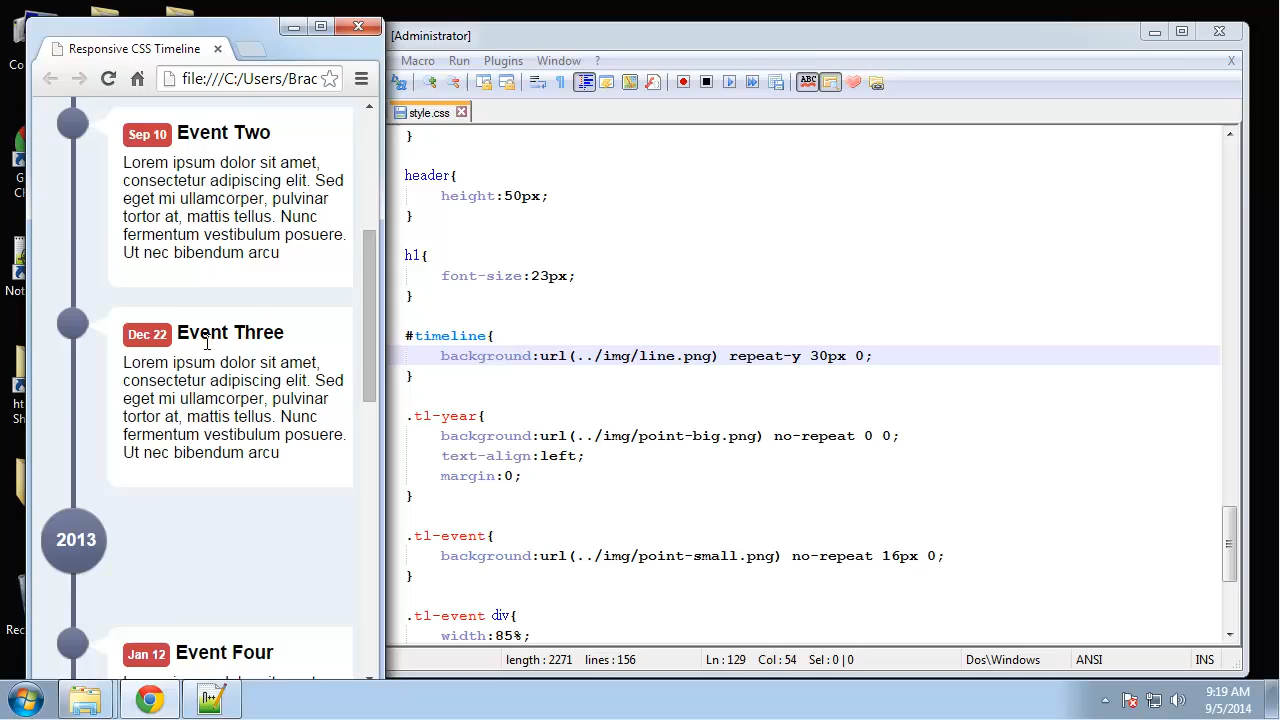 Responsive CSS Timeline
file:///C:/Users/Brac
Sep 10 Event Two
Lorem ipsum dolor sit amet,
consectetur adipiscing elit. Sed
eget mi ullamcorper, pulvinar
tortor at, mattis tellus. Nunc
fermentum vestibulum posuere.
Ut nec bibendum arcu
Dec 22 Event Three
Lorem ipsum dolor sit amet,
consectetur adipiscing elit. Sed
eget mi ullamcorper, pulvinar
tortor at, mattis tellus. Nunc
fermentum vestibulum posuere.
Ut nec bibendum arcu
2013
Jan 12 Event Four
[Administrator]
Macro Run Plugins Window ? X
ABC
style.css
}
header{
height:50px;
}
h1{
font-size:23px;
}
#timeline{
background:url(../img/line.png) repeat-y 30px 0;
}
.tl-year{
background:url(../img/point-big.png) no-repeat 0 0;
text-align:left;
margin:0;
}
.tl-event{
background:url(../img/point-small.png) no-repeat 16px 0;
}
.tl-event div{
width:85%;
length : 2271 lines : 156 Ln : 129 Col : 54 Sel : 0 | 0 Dos\Windows ANSI INS
Co
G
Ch
Not
ht
Sh
Rec
9:19 AM
9/5/2014